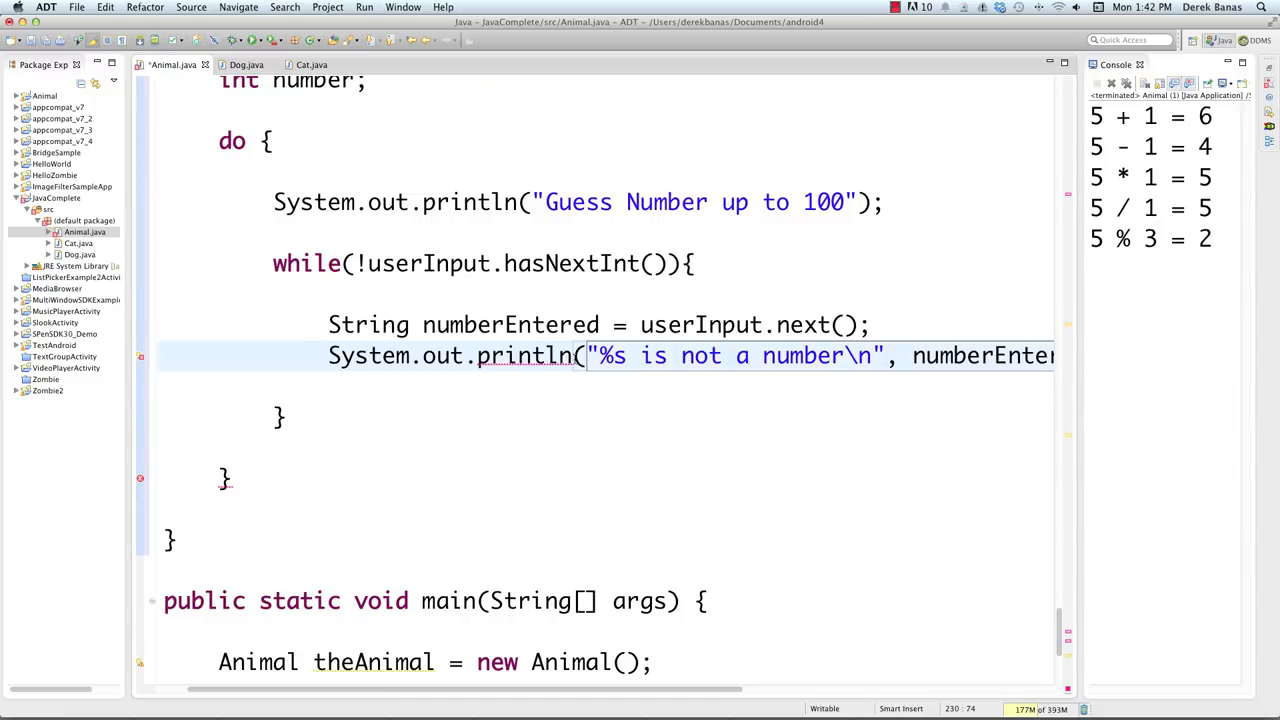 ADT File Edit Refactor Source Navigate Search Project Run Window Help 10 Mon 1:42 PM Derek Banas
Java – JavaComplete/src/Animal.java – ADT – /Users/derekbanas/Documents/android4
Quick Access Java DDMS
Package Exp
Animal
appcompat_v7
appcompat_v7_2
appcompat_v7_3
appcompat_v7_4
BridgeSample
HelloWorld
HelloZombie
ImageFilterSampleApp
JavaComplete
src
(default package)
Animal.java
Cat.java
Dog.java
JRE System Library [
ListPickerExample2Activi
MediaBrowser
MultiWindowSDKExample
MusicPlayerActivity
SlookActivity
SPenSDK30_Demo
TestAndroid
TextGroupActivity
VideoPlayerActivity
Zombie
Zombie2
*Animal.java Dog.java Cat.java
int number;
do {
System.out.println("Guess Number up to 100");
while(!userInput.hasNextInt()){
String numberEntered = userInput.next();
System.out.println("%s is not a number\n", numberEnter
}
}
}
public static void main(String[] args) {
Animal theAnimal = new Animal();
Console
<terminated> Animal (1) [Java Application] /S
5 + 1 = 6
5 - 1 = 4
5 * 1 = 5
5 / 1 = 5
5 % 3 = 2
Writable Smart Insert 230 : 74 177M of 393M